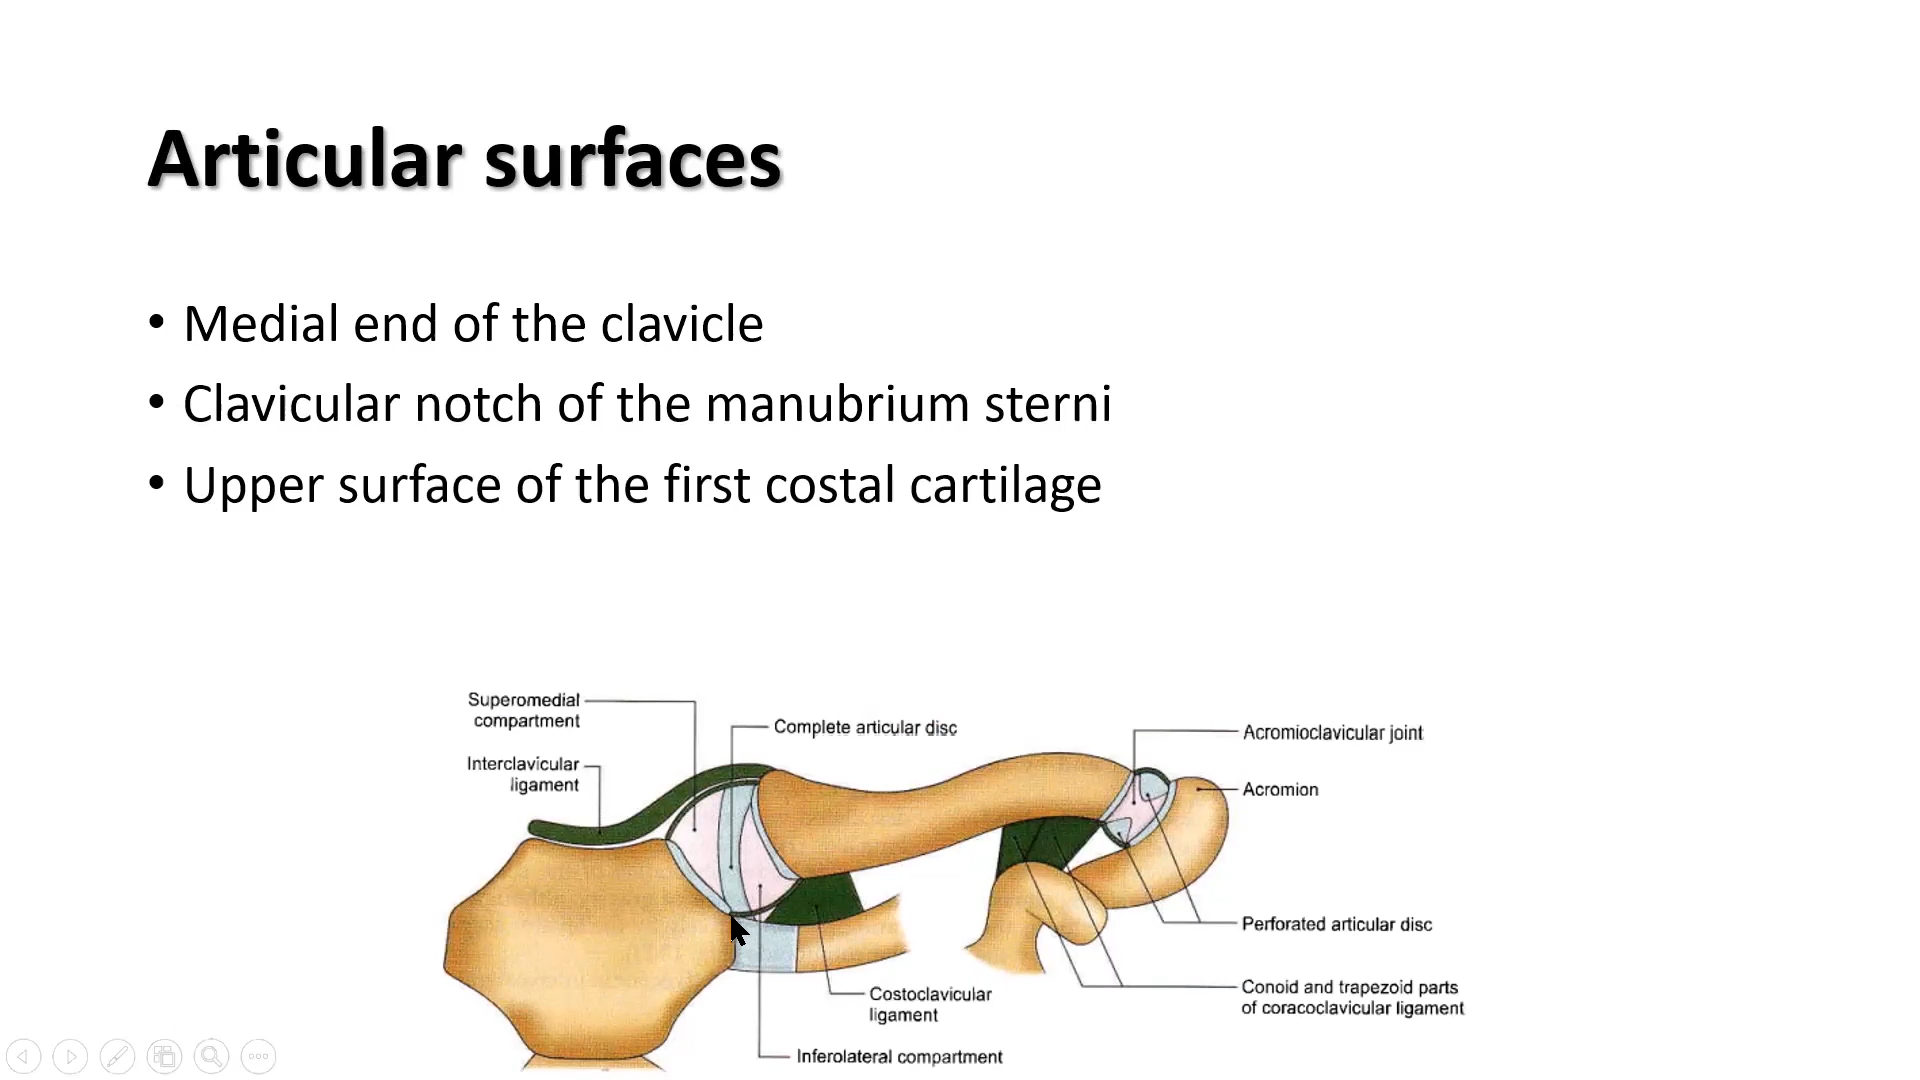 Articular surfaces
• Medial end of the clavicle
• Clavicular notch of the manubrium sterni
• Upper surface of the first costal cartilage
Superomedial
compartment
Complete articular disc
Acromioclavicular joint
Interclavicular
ligament
Acromion
Perforated articular disc
Costoclavicular
ligament
Conoid and trapezoid parts
of coracoclavicular ligament
Inferolateral compartment